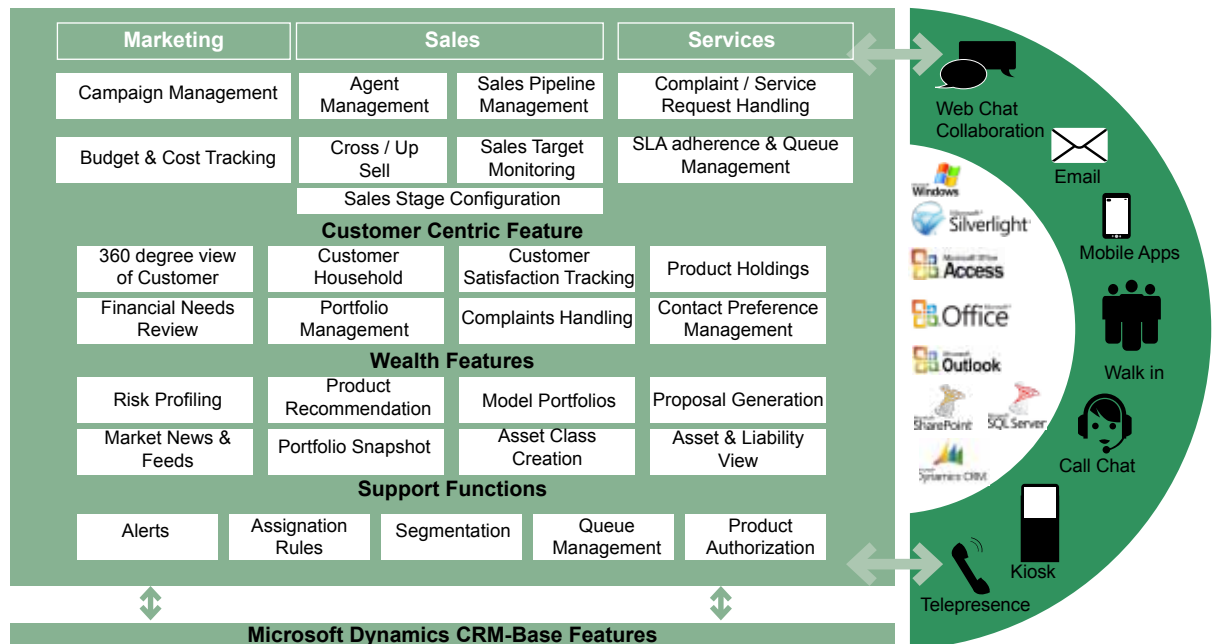 Marketing
Sales
Services
Campaign Management
Agent
Management
Sales Pipeline
Management
Complaint / Service
Request Handling
Budget & Cost Tracking
Cross / Up
Sell
Sales Target
Monitoring
SLA adherence & Queue
Management
Sales Stage Configuration
Customer Centric Feature
360 degree view
of Customer
Customer
Household
Customer
Satisfaction Tracking
Product Holdings
Financial Needs
Review
Portfolio
Management
Complaints Handling
Contact Preference
Management
Wealth Features
Risk Profiling
Product
Recommendation
Model Portfolios
Proposal Generation
Market News &
Feeds
Portfolio Snapshot
Asset Class
Creation
Asset & Liability
View
Support Functions
Alerts
Assignation
Rules
Segmentation
Queue
Management
Product
Authorization
Microsoft Dynamics CRM-Base Features
Web Chat
Collaboration
Email
Mobile Apps
Walk in
Call Chat
Kiosk
Telepresence
Windows
Silverlight
Microsoft Office
Access
Office
Outlook
SharePoint
SQL Server
Dynamics CRM